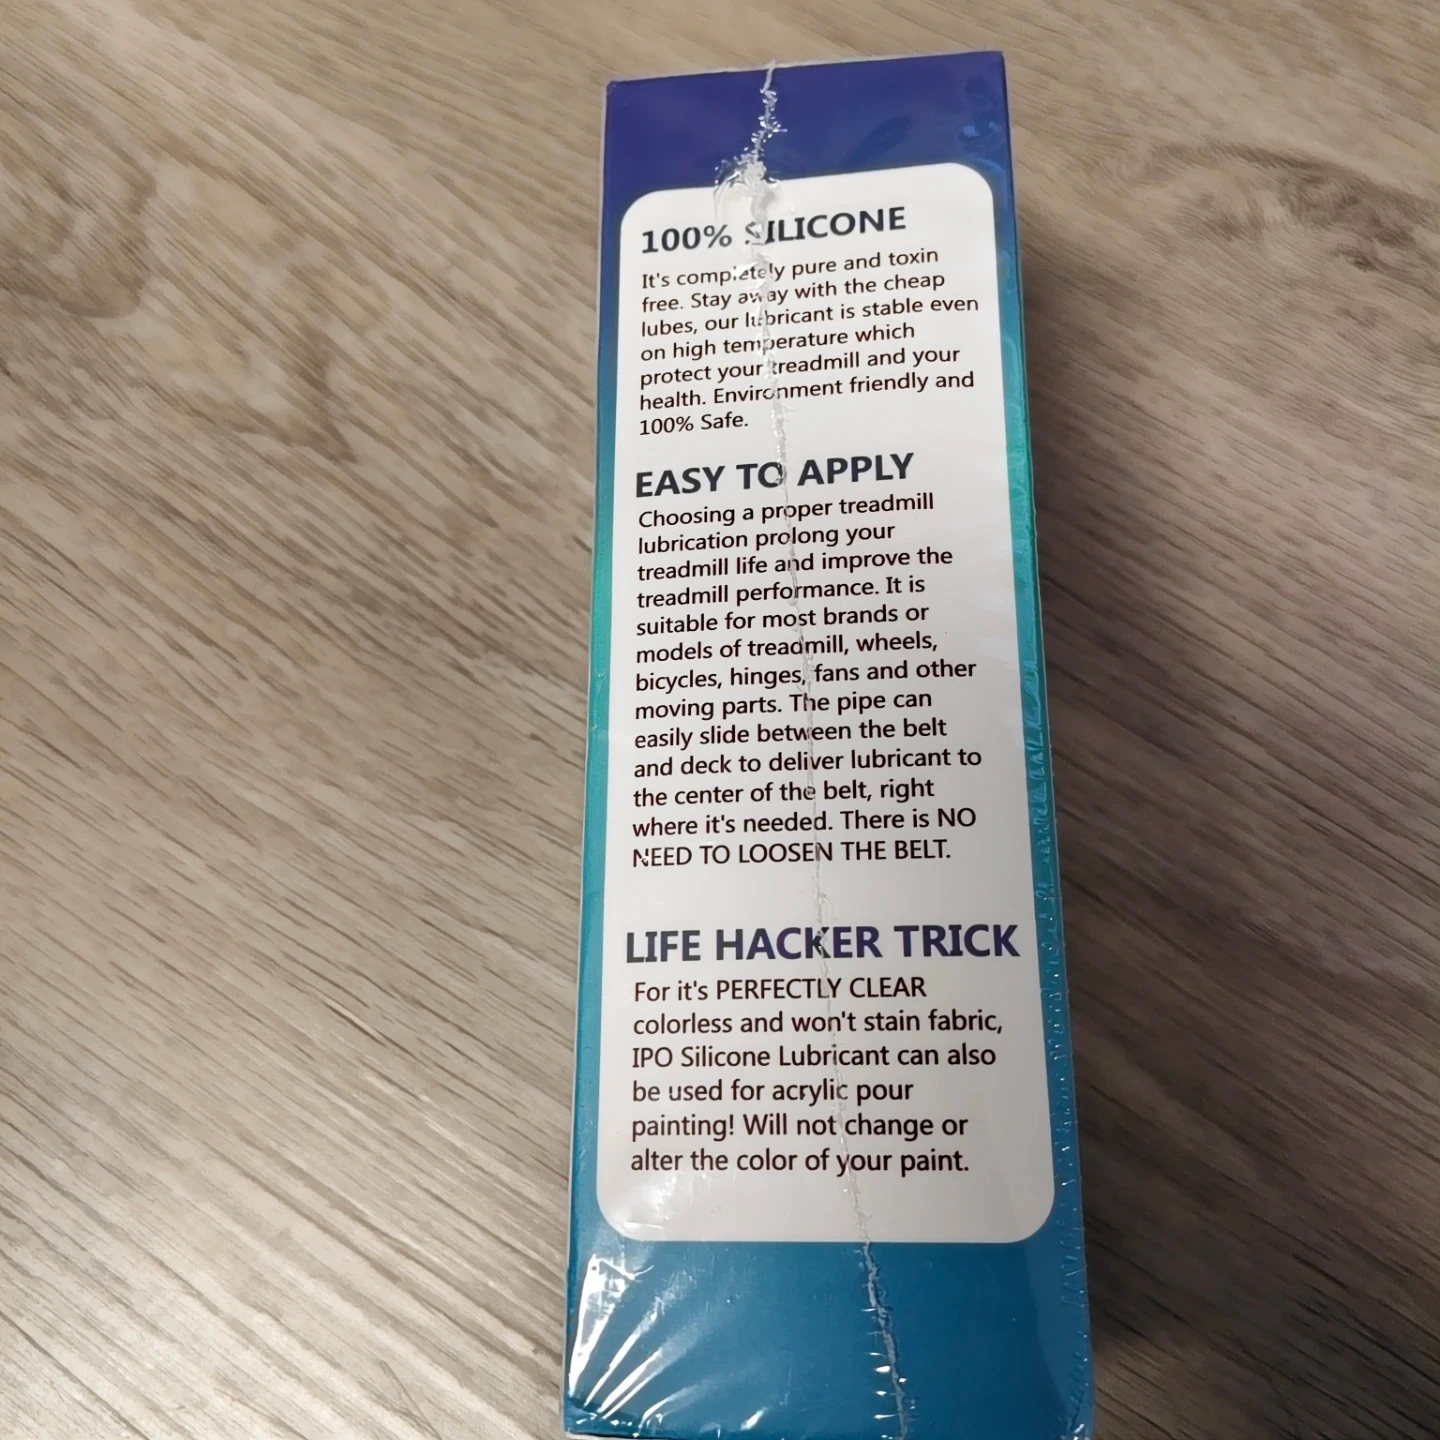 100% SILICONE
It's completely pure and toxin
free. Stay away with the cheap
lubes, our lubricant is stable even
on high temperature which
protect your treadmill and your
health. Environment friendly and
100% Safe.
EASY TO APPLY
Choosing a proper treadmill
lubrication prolong your
treadmill life and improve the
treadmill performance. It is
suitable for most brands or
models of treadmill, wheels,
bicycles, hinges, fans and other
moving parts. The pipe can
easily slide between the belt
and deck to deliver lubricant to
the center of the belt, right
where it's needed. There is NO
NEED TO LOOSEN THE BELT.
LIFE HACKER TRICK
For it's PERFECTLY CLEAR
colorless and won't stain fabric,
IPO Silicone Lubricant can also
be used for acrylic pour
painting! Will not change or
alter the color of your paint.